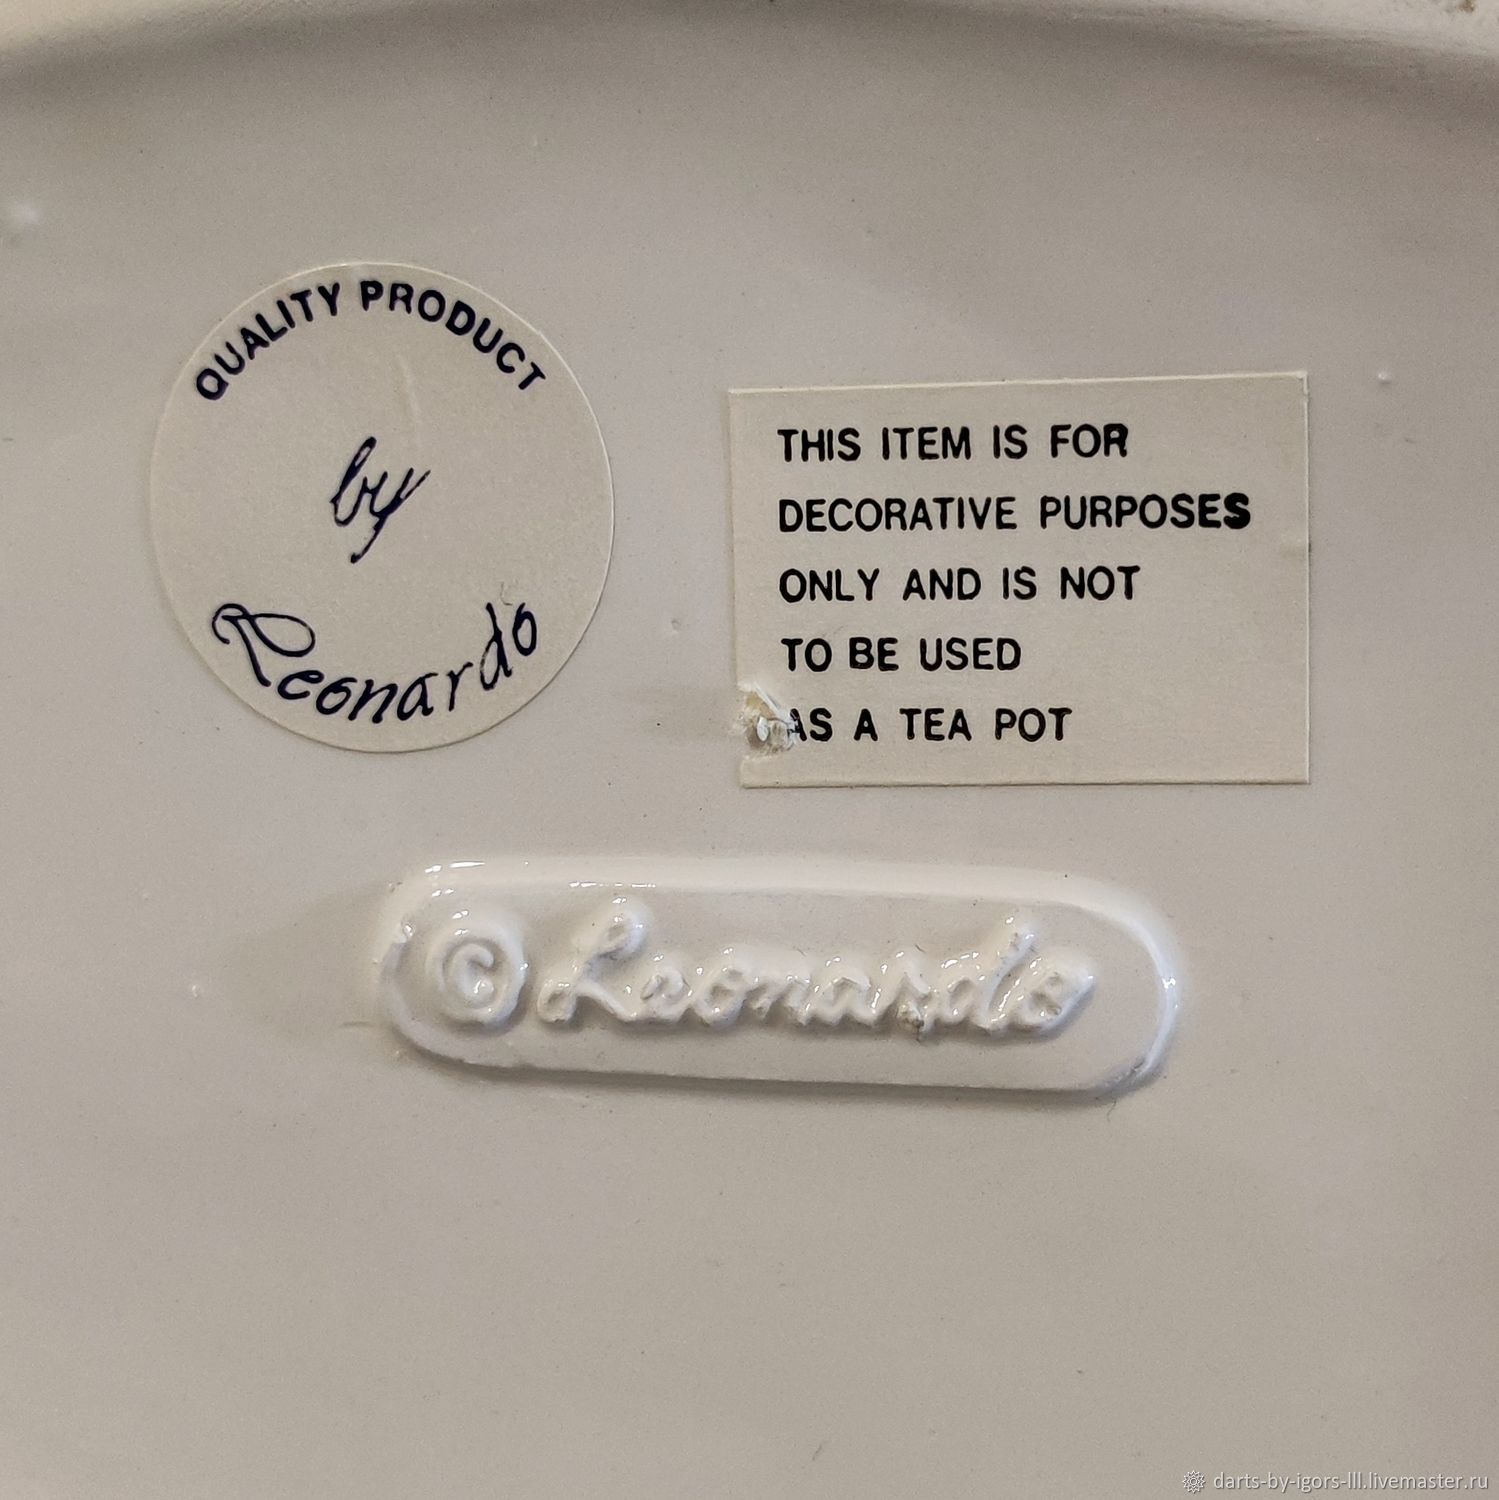 QUALITY PRODUCT
by
Leonardo
THIS ITEM IS FOR
DECORATIVE PURPOSES
ONLY AND IS NOT
TO BE USED
AS A TEA POT
© Leonardo
darts-by-igors-lll.livemaster.ru